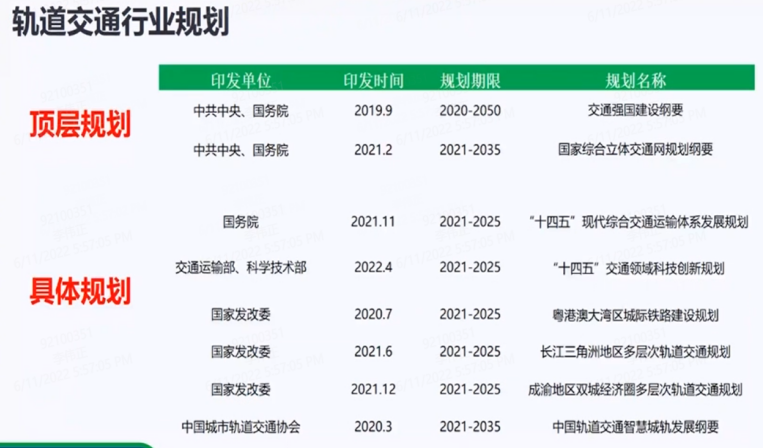 轨道交通行业规划
印发单位 印发时间 规划期限 规划名称
顶层规划
中共中央、国务院 2019.9 2020-2050 交通强国建设纲要
中共中央、国务院 2021.2 2021-2035 国家综合立体交通网规划纲要
具体规划
国务院 2021.11 2021-2025 “十四五”现代综合交通运输体系发展规划
交通运输部、科学技术部 2022.4 2021-2025 “十四五”交通领域科技创新规划
国家发改委 2020.7 2021-2025 粤港澳大湾区城际铁路建设规划
国家发改委 2021.6 2021-2025 长江三角洲地区多层次轨道交通规划
国家发改委 2021.12 2021-2025 成渝地区双城经济圈多层次轨道交通规划
中国城市轨道交通协会 2020.3 2021-2035 中国轨道交通智慧城轨发展纲要